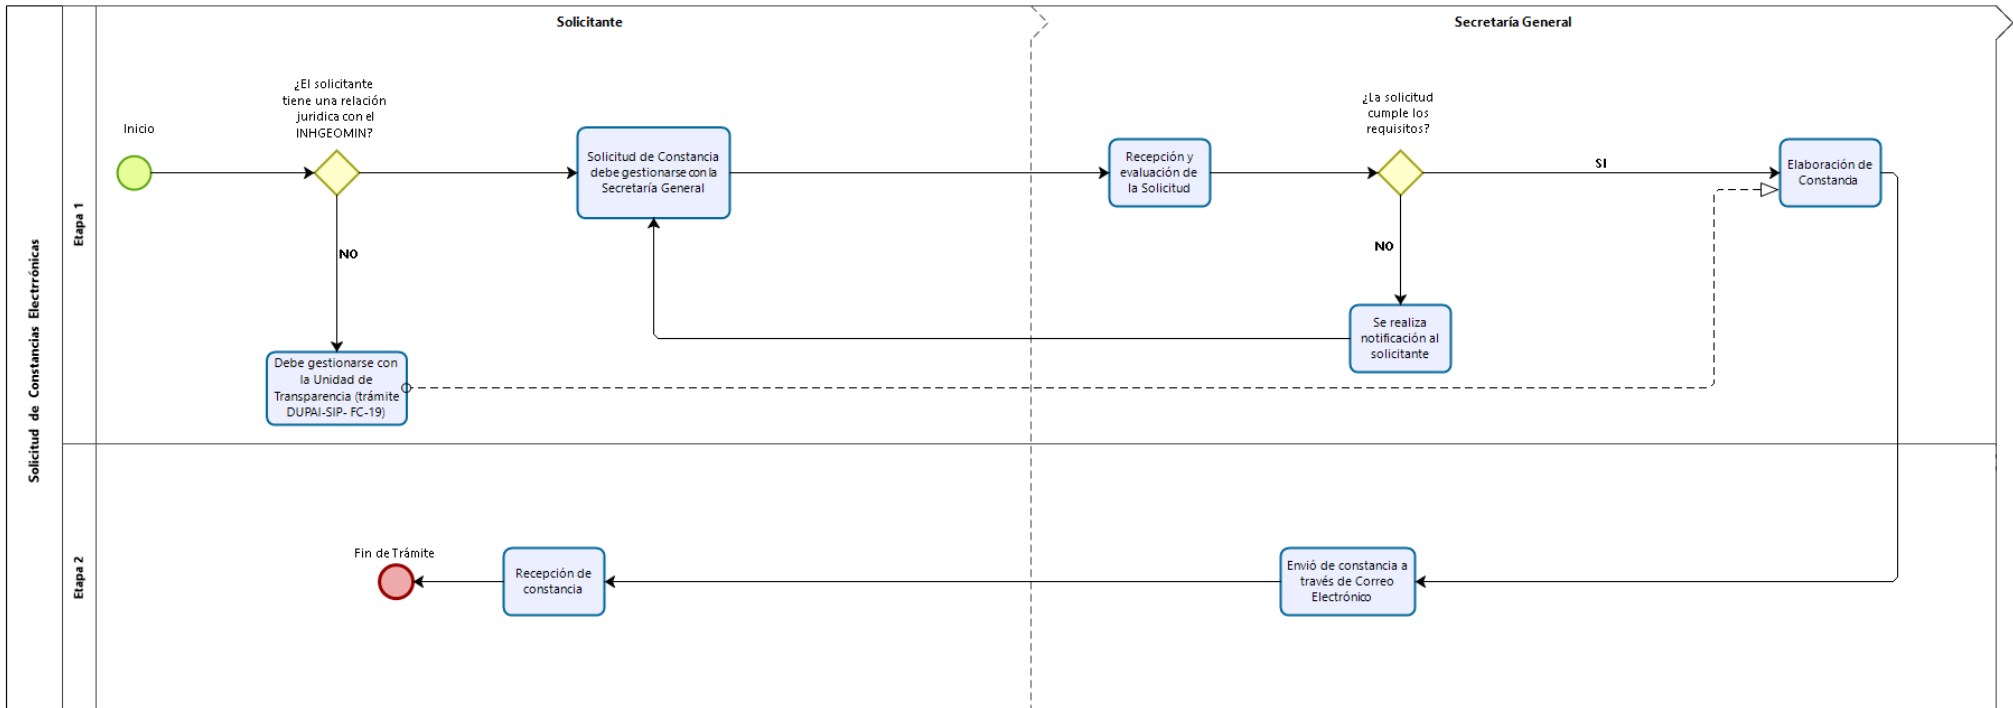 Solicitante
Secretaría General
Solicitud de Constancias Electrrónicas
Etapa 1
Inicio
¿El solicitante
tiene una relación
juridica con el
INHGEOMIN?
NO
Debe gestionarse con
la Unidad de
Transparencia (trámite
DUPAI-SIP- FC-19)
Solicitud de Constancia
debe gestionarse con la
Secretaría General
Recepción y
evaluación de
la Solicitud
¿La solicitud
cumple los
requisitos?
SI
NO
Se realiza
notificación al
solicitante
Elaboración de
Constancia
Etapa 2
Fin de Trámite
Recepción de
constancia
Envió de constancia a
través de Correo
Electrónico